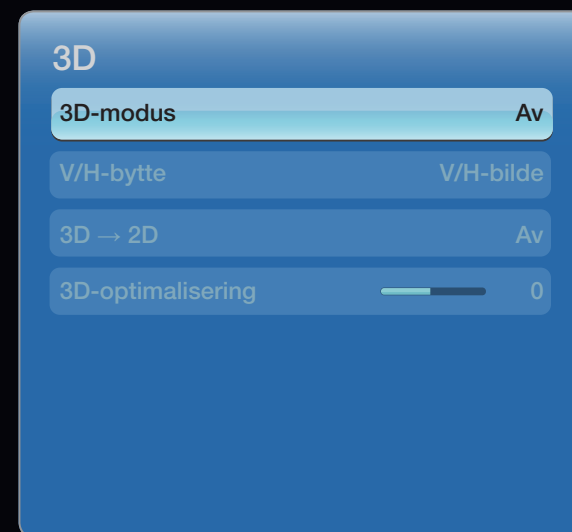 3D
3D-modus Av
V/H-bytte V/H-bilde
3D → 2D Av
3D-optimalisering 0